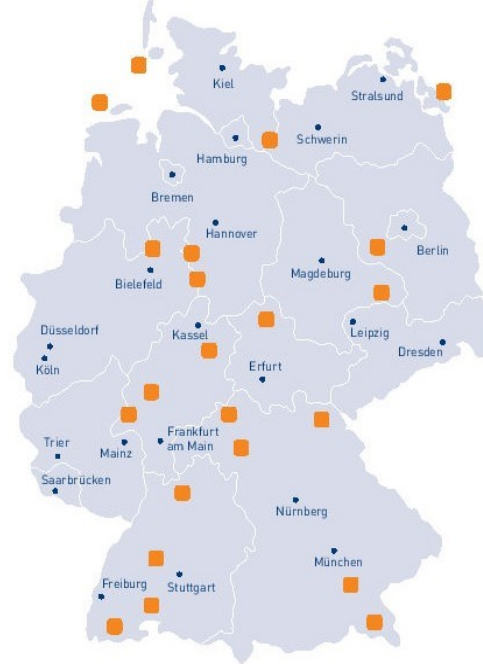 Kiel
Stralsund
Schwerin
Hamburg
Bremen
Hannover
Berlin
Magdeburg
Bielefeld
Düsseldorf
Kassel
Leipzig
Dresden
Köln
Erfurt
Frankfurt
am Main
Trier
Mainz
Saarbrücken
Nürnberg
München
Freiburg
Stuttgart